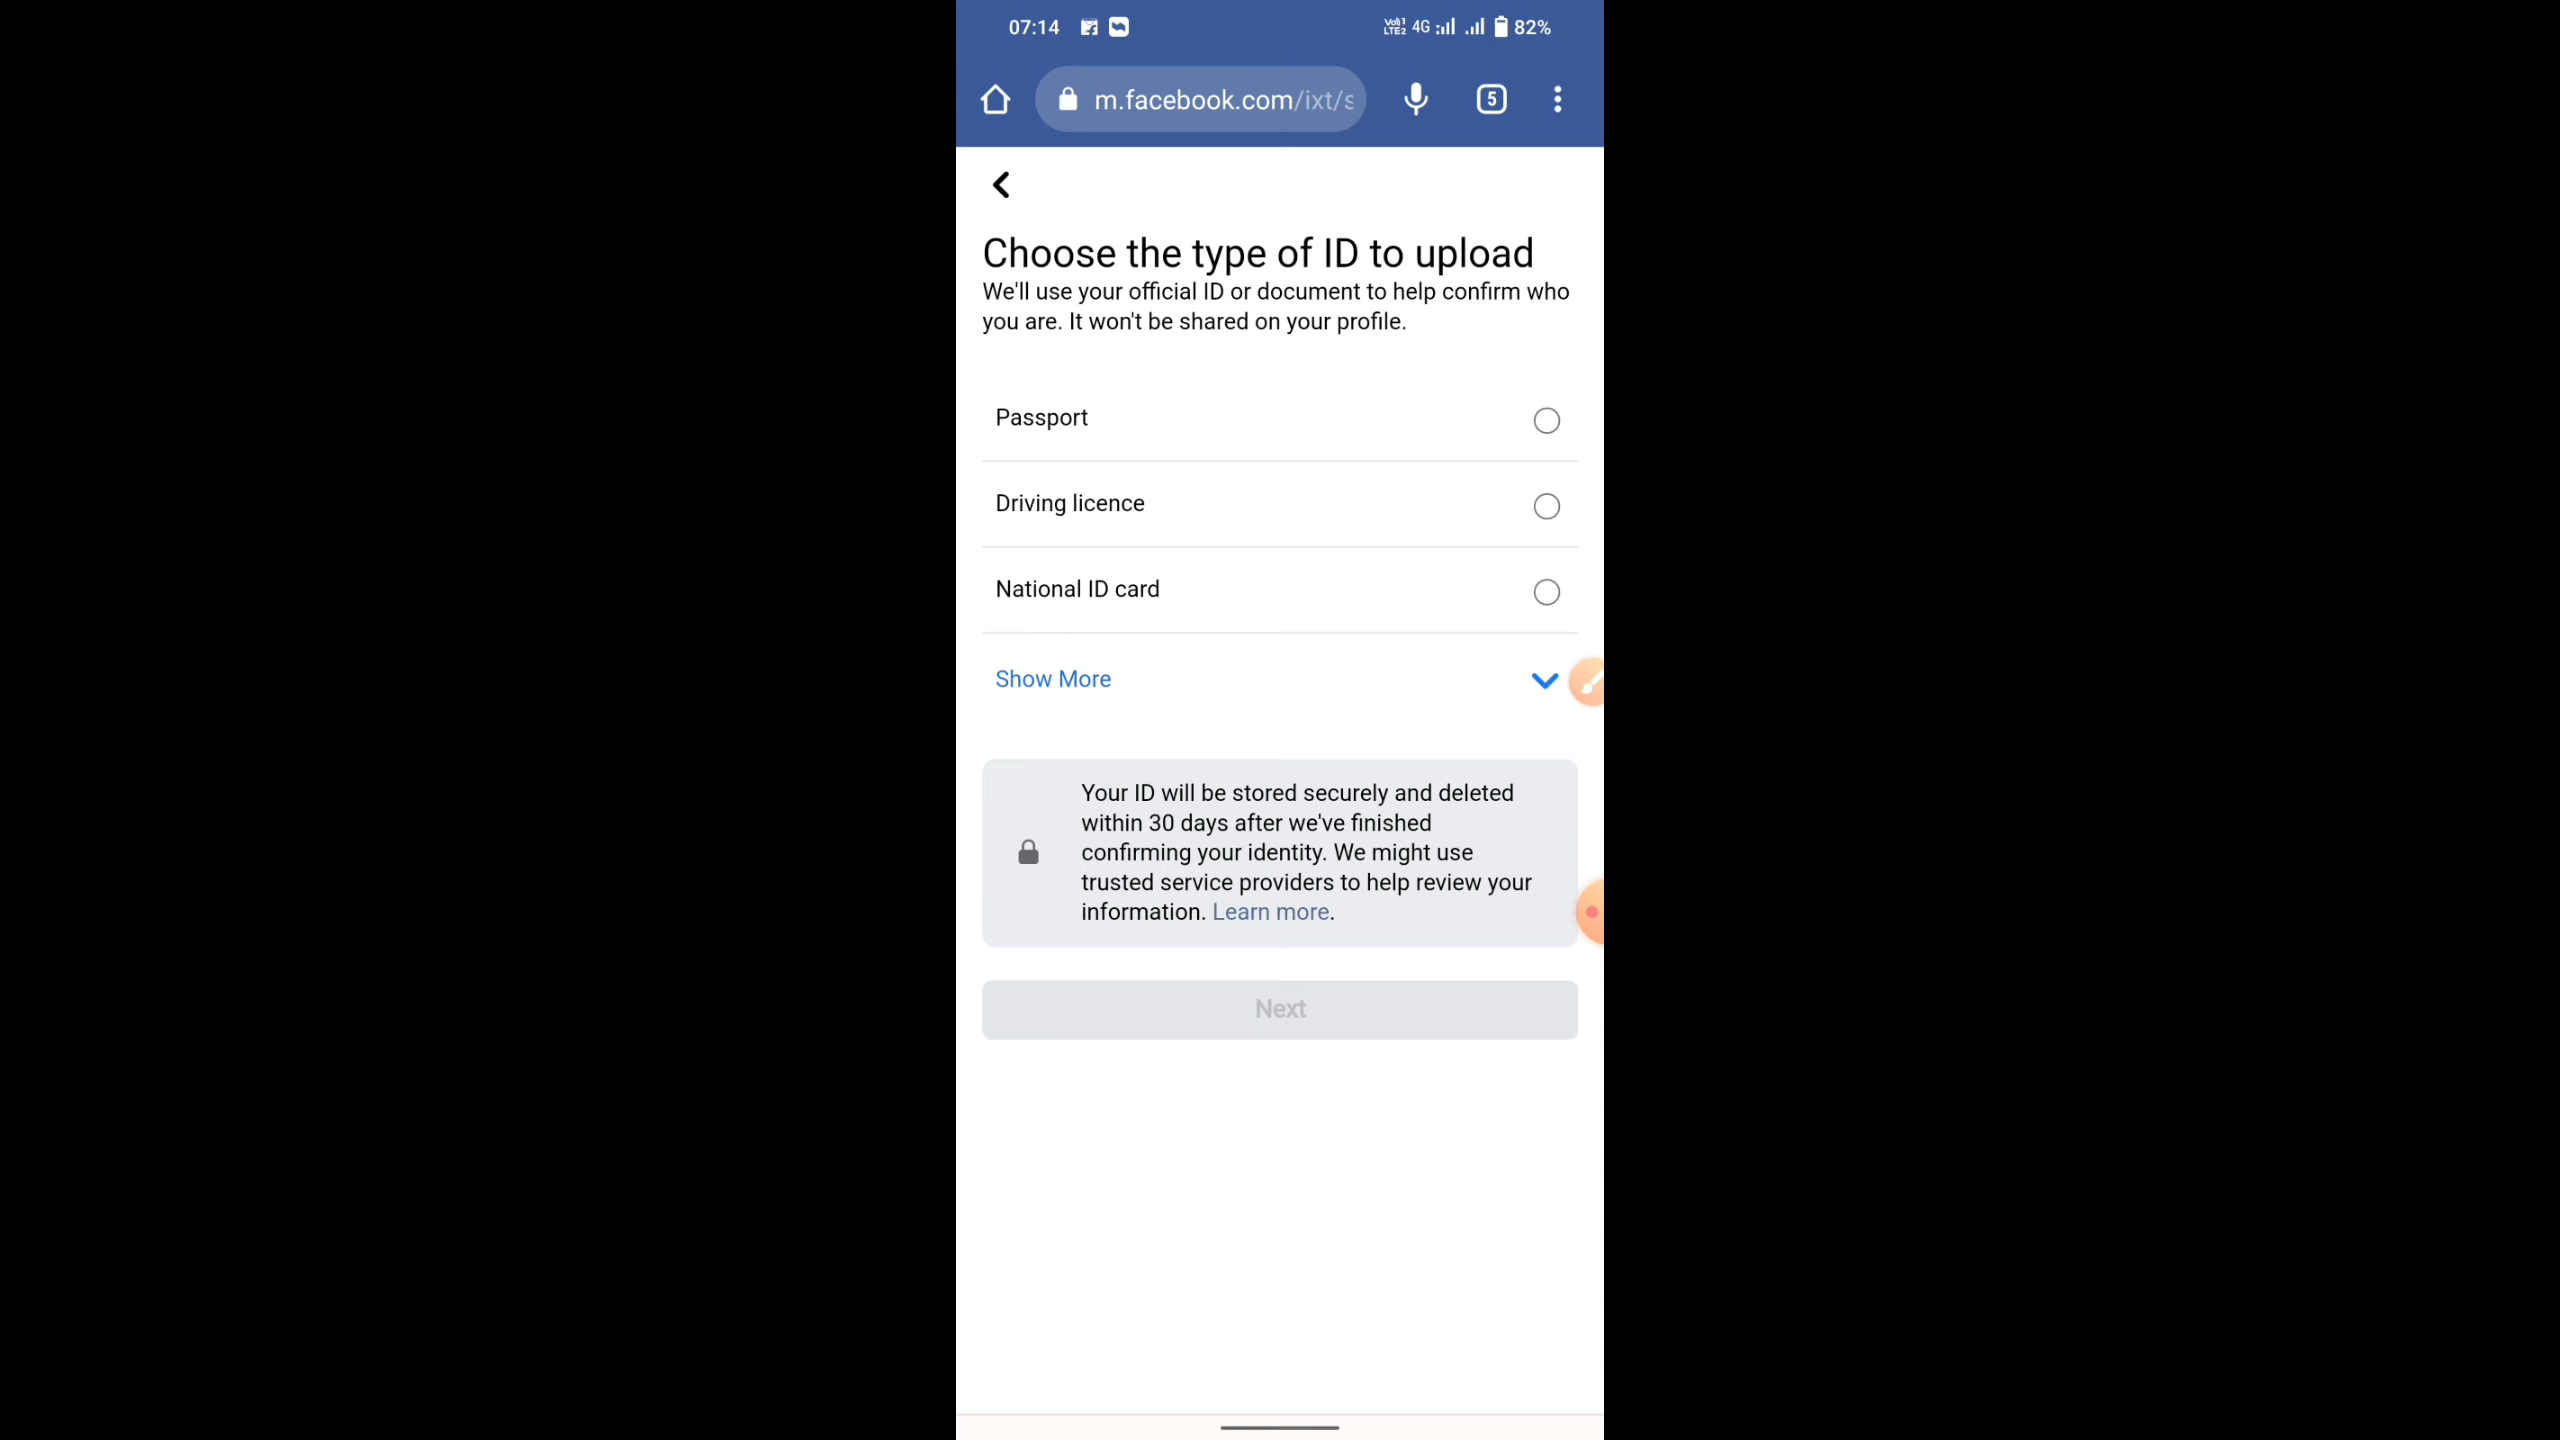 07:14 4G 82%
m.facebook.com/ixt/s
5
Choose the type of ID to upload
We'll use your official ID or document to help confirm who
you are. It won't be shared on your profile.
Passport
Driving licence
National ID card
Show More
Your ID will be stored securely and deleted
within 30 days after we've finished
confirming your identity. We might use
trusted service providers to help review your
information. Learn more.
Next